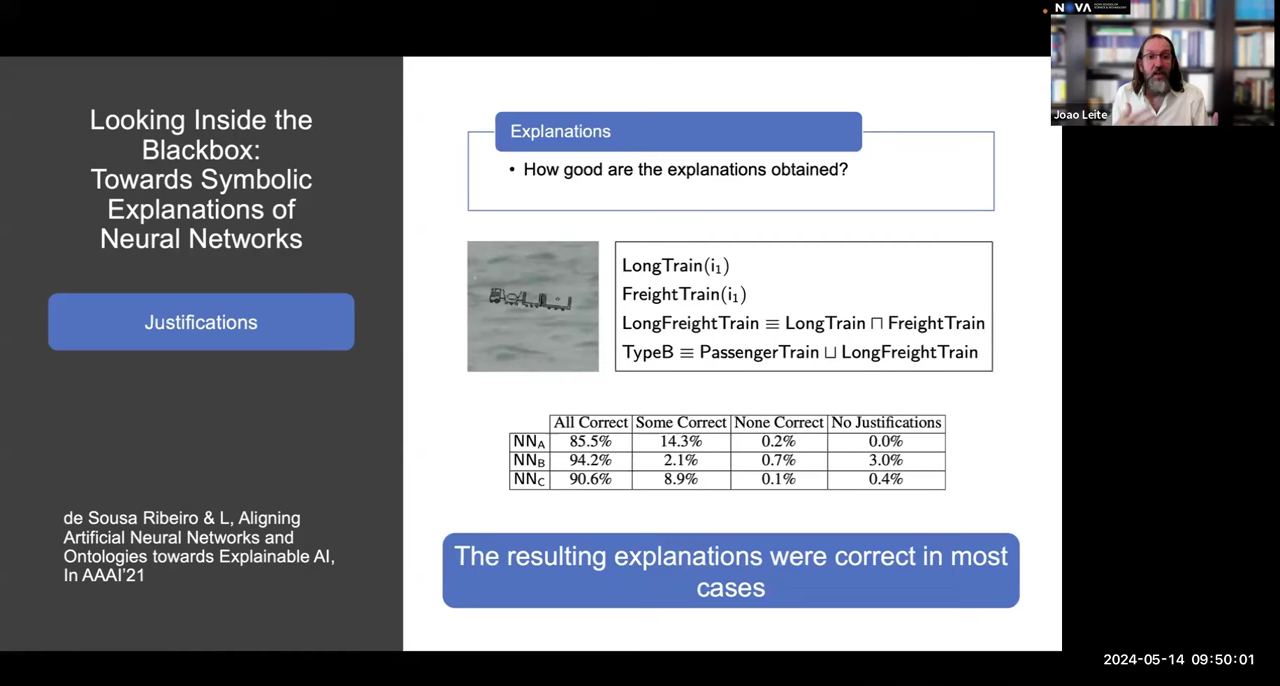 NOVA
Joao Leite
Looking Inside the
Blackbox:
Towards Symbolic
Explanations of
Neural Networks
Justifications
de Sousa Ribeiro & L, Aligning
Artificial Neural Networks and
Ontologies towards Explainable AI,
In AAAI'21
Explanations
• How good are the explanations obtained?
LongTrain(i₁)
FreightTrain(i₁)
LongFreightTrain ≡ LongTrain ⊓ FreightTrain
TypeB ≡ PassengerTrain ⊔ LongFreightTrain
All Correct Some Correct None Correct No Justifications
NN_A 85.5% 14.3% 0.2% 0.0%
NN_B 94.2% 2.1% 0.7% 3.0%
NN_C 90.6% 8.9% 0.1% 0.4%
The resulting explanations were correct in most
cases
2024-05-14 09:50:01